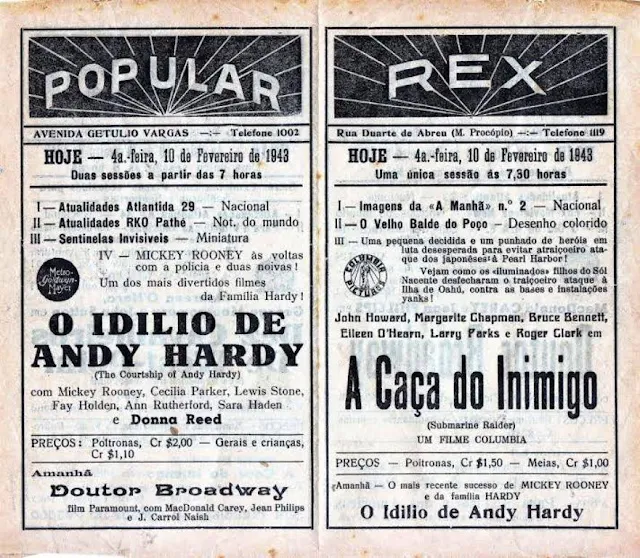 POPULAR
AVENIDA GETULIO VARGAS —:— Telefone 1002
HOJE — 4a.-feira, 10 de Fevereiro de 1943
Duas sessões a partir das 7 horas
I — Atualidades Atlantida 29 — Nacional
II — Atualidades RKO Pathé — Not. do mundo
III — Sentinelas Invisiveis — Miniatura
Metro-
Goldwyn-
Mayer
IV — MICKEY ROONEY às voltas
com a policia e duas noivas !
Um dos mais divertidos filmes
da Família Hardy !
O IDILIO DE
ANDY HARDY
(The Courtship of Andy Hardy)
com Mickey Rooney, Cecilia Parker, Lewis Stone,
Fay Holden, Ann Rutherford, Sara Haden
e Donna Reed
PREÇOS: Poltronas, Cr $2,00 — Gerais e crianças,
Cr $1,10
Amanhã
Doutor Broadway
film Paramount, com MacDonald Carey, Jean Philips
e J. Carrol Naish
REX
Rua Duarte de Abreu (M. Procópio) —:— Telefone 1119
HOJE — 4a.-feira, 10 de Fevereiro de 1943
Uma única sessão ás 7,30 horas
I — Imagens da «A Manhã» n.º 2 — Nacional
II — O Velho Balde do Poço — Desenho colorido
III — Uma pequena decidida e um punhado de heróis em
luta desesperada para evitar atraiçoeiro ata-
que dos japonêses à Pearl Harbor !
COLUMBIA
PICTURES
Vejam como os «iluminados» filhos do Sól
Nascente desfecharam o traiçoeiro ataque à
Ilha de Oahú, contra as bases e instalações
yanks !
John Howard, Margarite Chapman, Bruce Bennett,
Eileen O'Hearn, Larry Parks e Roger Clark em
A Caça do Inimigo
(Submarine Raider)
UM FILME COLUMBIA
PREÇOS — Poltronas, Cr $1,50 — Meias, Cr $1,00
Amanhã — O mais recente sucesso de MICKEY ROONEY
e da família HARDY
O Idilio de Andy Hardy